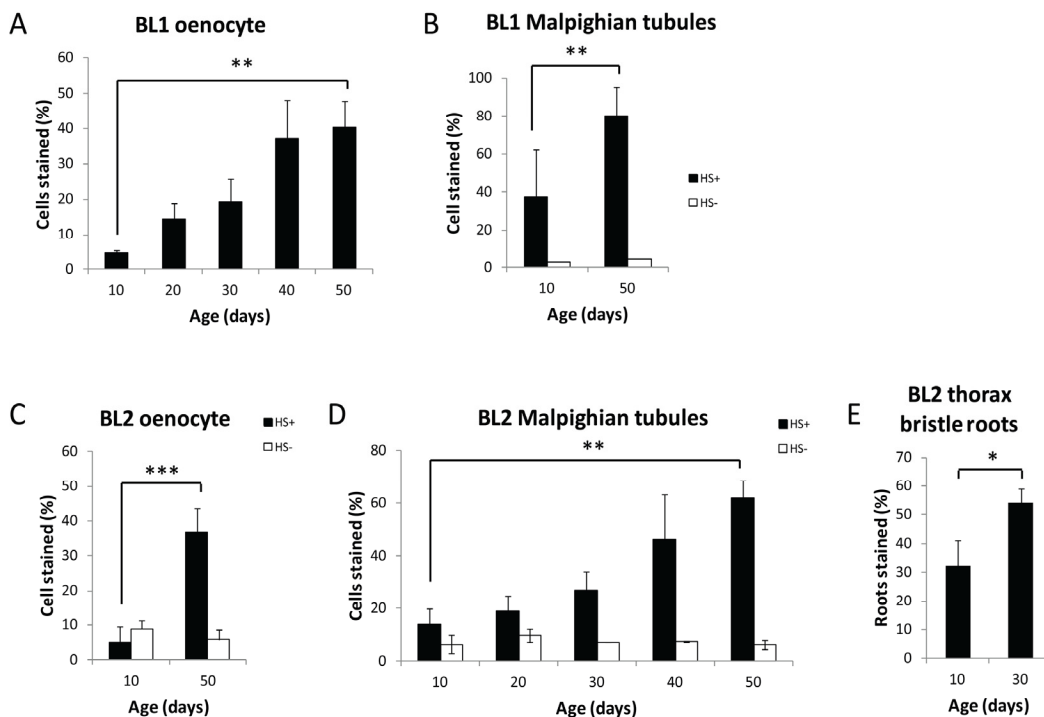 A
BL1 oenocyte
60
50
40
30
20
10
0
Cells stained (%)
**
10 20 30 40 50
Age (days)
B
BL1 Malpighian tubules
100
80
60
40
20
0
Cell stained (%)
**
HS+
HS-
10 50
Age (days)
C
BL2 oenocyte
HS+
HS-
60
50
40
30
20
10
0
Cell stained (%)
***
10 50
Age (days)
D
BL2 Malpighian tubules
HS+
HS-
80
60
40
20
0
Cells stained (%)
**
10 20 30 40 50
Age (days)
E
BL2 thorax
bristle roots
70
60
50
40
30
20
10
0
Roots stained (%)
*
10 30
Age (days)